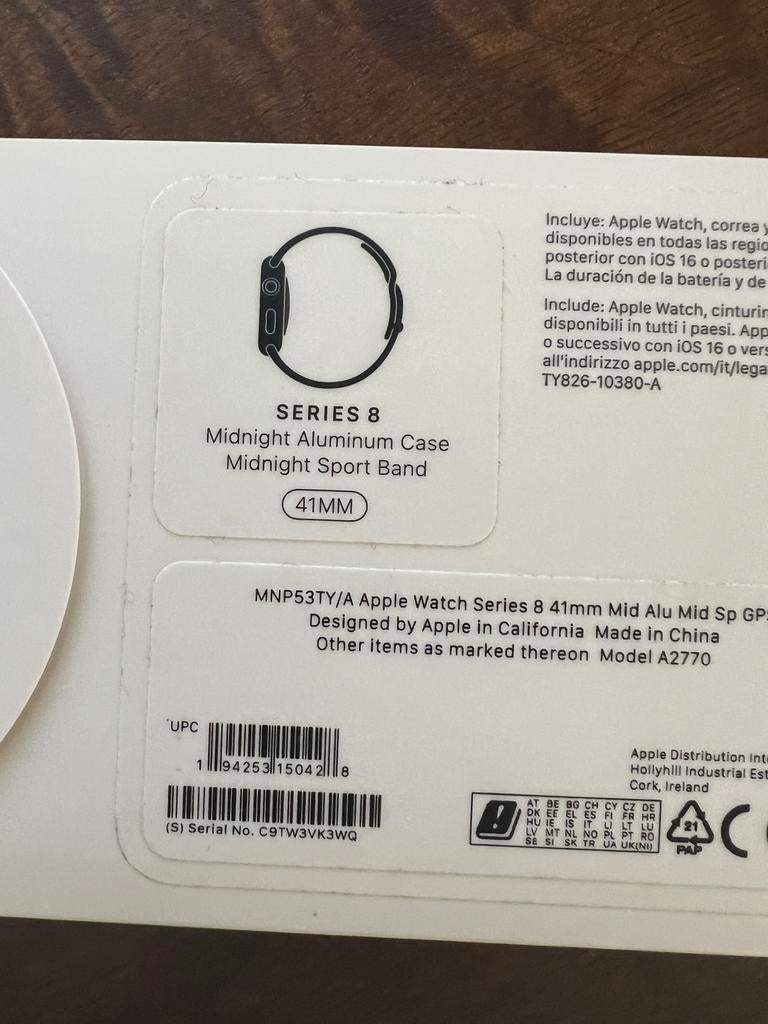 SERIES 8
Midnight Aluminum Case
Midnight Sport Band
41MM
Incluye: Apple Watch, correa y
disponibles en todas las regio
posterior con iOS 16 o posteri
La duración de la batería y de
Include: Apple Watch, cinturin
disponibili in tutti i paesi. App
o successivo con iOS 16 o vers
all'indirizzo apple.com/it/lega
TY826-10380-A
MNP53TY/A Apple Watch Series 8 41mm Mid Alu Mid Sp GPS
Designed by Apple in California Made in China
Other items as marked thereon Model A2770
UPC
1 94253 15042 8
(S) Serial No. C9TW3VK3WQ
Apple Distribution Inte
Hollyhill Industrial Est
Cork, Ireland
AT BE BG CH CY CZ DE
DK EE EL ES FI FR HR
HU IE IS IT LI LT LU
LV MT NL NO PL PT RO
SE SI SK TR UA UK(NI)
21
PAP
CE